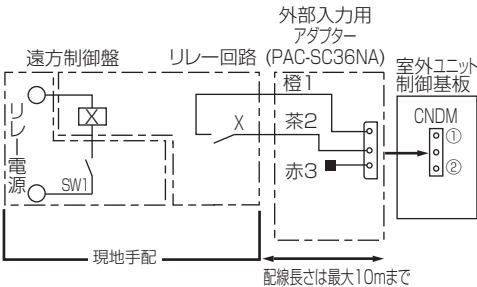 外部入力用
アダプター
(PAC-SC36NA)
遠方制御盤
リレー回路
室外ユニット
制御基板
橙1
CNDM
リレー電源
X
X
茶2
①
SW1
赤3
②
現地手配
配線長さは最大10mまで